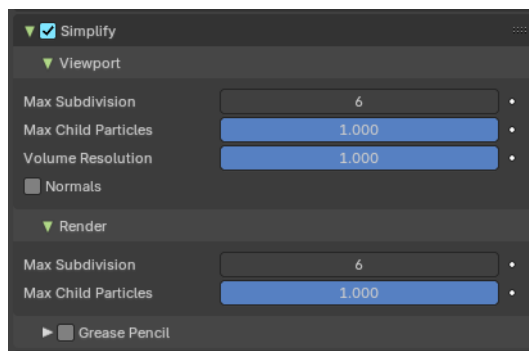 Simplify
Viewport
Max Subdivision 6
Max Child Particles 1.000
Volume Resolution 1.000
Normals
Render
Max Subdivision 6
Max Child Particles 1.000
Grease Pencil